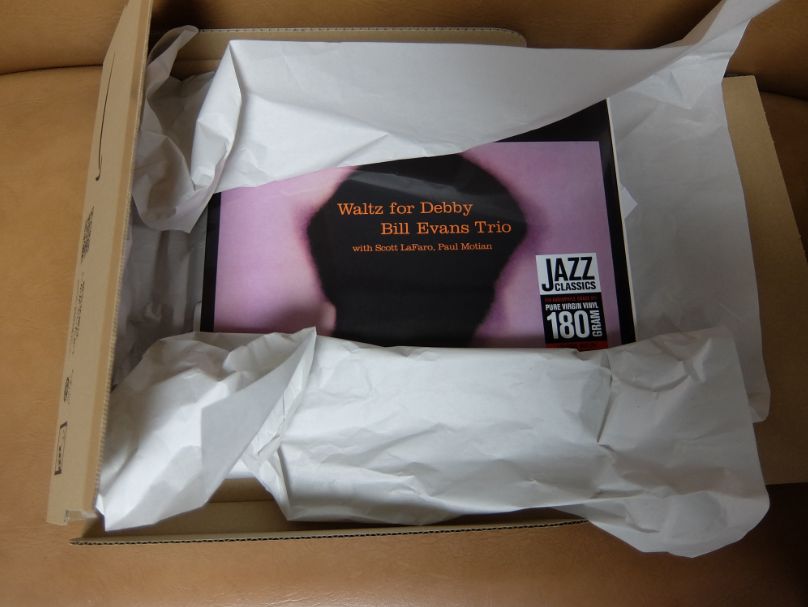 Waltz for Debby
Bill Evans Trio
with Scott LaFaro, Paul Motian
JAZZ
CLASSICS
PURE VIRGIN VINYL
180
GRAM